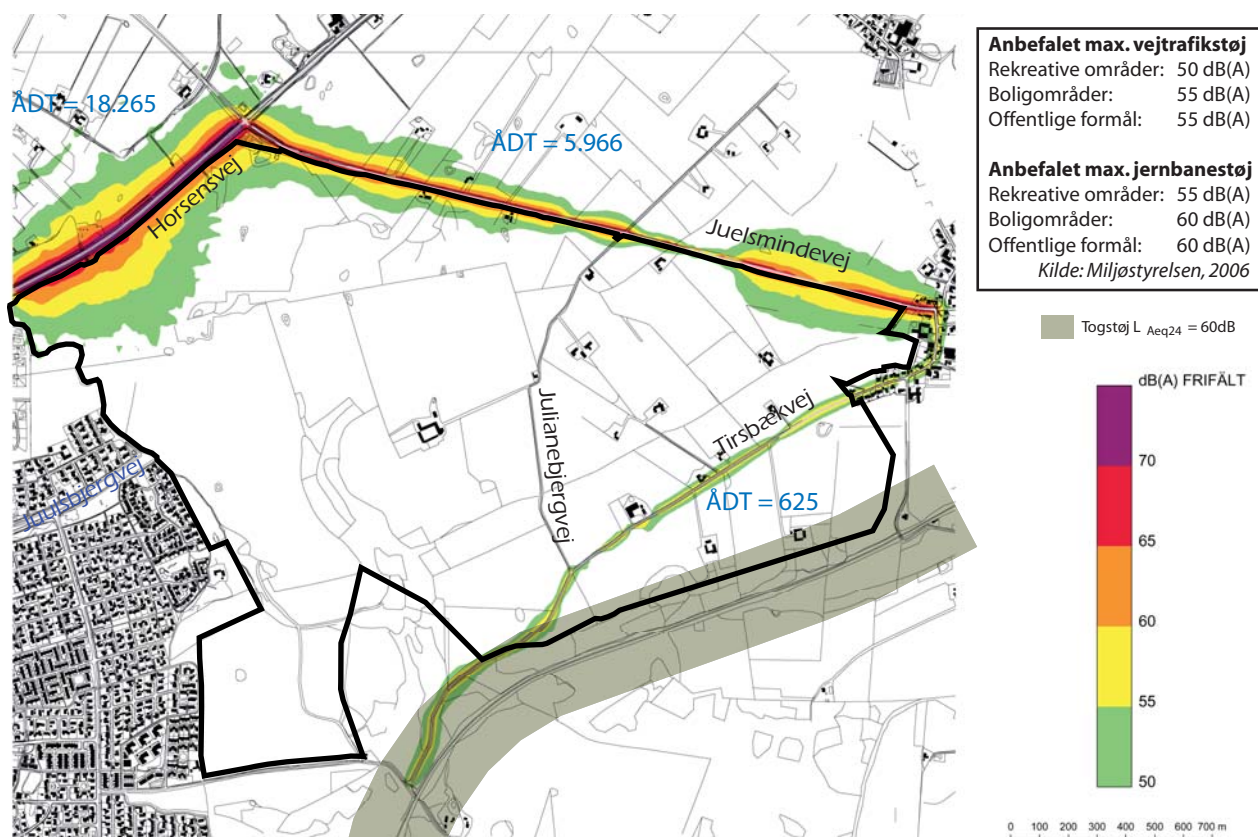 ÅDT = 18.265
ÅDT = 5.966
Horsensvej
Juelsmindevej
Julianebjergvej
Tirsbækvej
ÅDT = 625
Juulsbjergvej
Anbefalet max. vejtrafikstøj
Rekreative områder: 50 dB(A)
Boligområder: 55 dB(A)
Offentlige formål: 55 dB(A)
Anbefalet max. jernbanestøj
Rekreative områder: 55 dB(A)
Boligområder: 60 dB(A)
Offentlige formål: 60 dB(A)
Kilde: Miljøstyrelsen, 2006
Togstøj L Aeq24 = 60dB
dB(A) FRIFÄLT
70
65
60
55
50
0 100 200 300 400 500 600 700 m